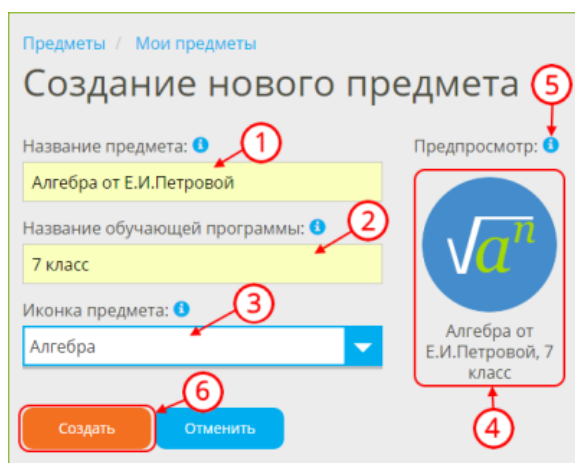 Предметы / Мои предметы
Создание нового предмета
5
Название предмета:
1
Предпросмотр:
Алгебра от Е.И.Петровой
Название обучающей программы:
2
7 класс
√aⁿ
Иконка предмета:
3
Алгебра
Алгебра от
Е.И.Петровой, 7
класс
6
Создать
Отменить
4